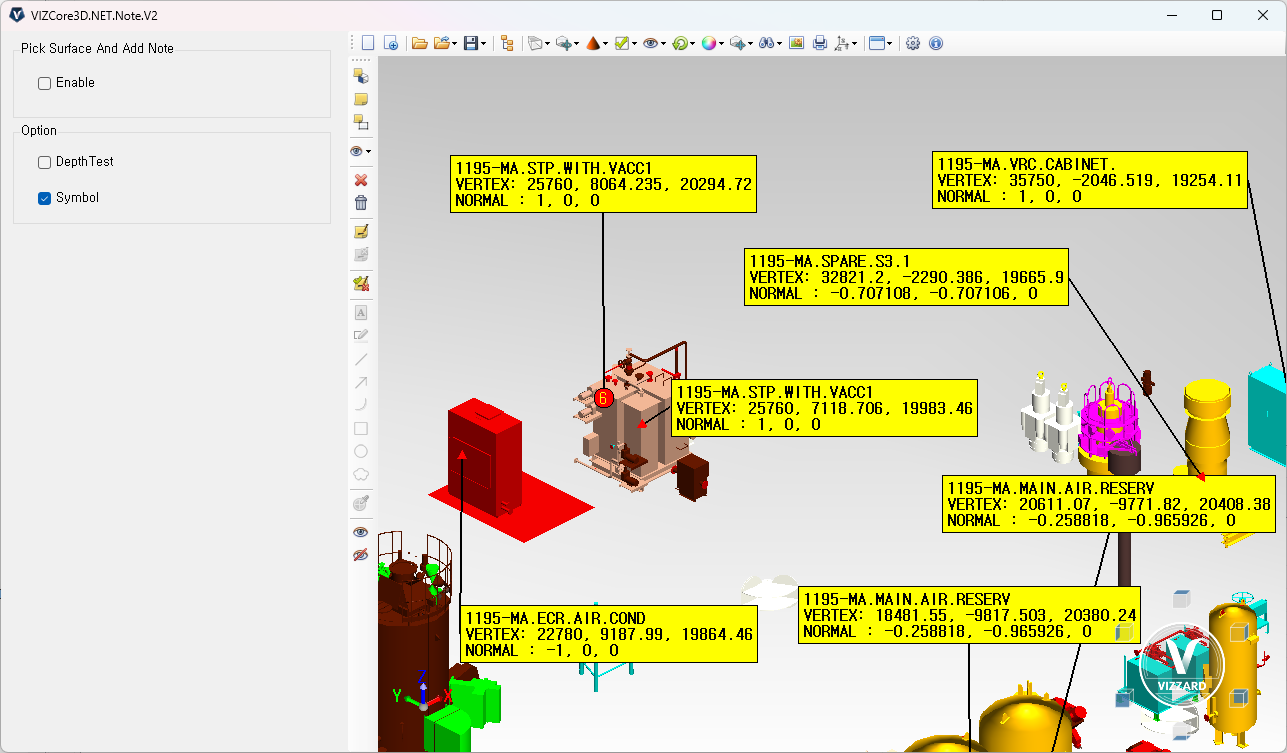 VIZCore3D.NET.Note.V2
Pick Surface And Add Note
Enable
Option
DepthTest
Symbol
A
1195-MA.STP.WITH.VACC1
VERTEX: 25760, 8064.235, 20294.72
NORMAL : 1, 0, 0
1195-MA.VRC.CABINET.
VERTEX: 35750, -2046.519, 19254.11
NORMAL : 1, 0, 0
1195-MA.SPARE.S3.1
VERTEX: 32821.2, -2290.386, 19665.9
NORMAL : -0.707108, -0.707106, 0
6
1195-MA.STP.WITH.VACC1
VERTEX: 25760, 7118.706, 19983.46
NORMAL : 1, 0, 0
1195-MA.MAIN.AIR.RESERV
VERTEX: 20611.07, -9771.82, 20408.38
NORMAL : -0.258818, -0.965926, 0
1195-MA.MAIN.AIR.RESERV
VERTEX: 18481.55, -9817.503, 20380.24
NORMAL : -0.258818, -0.965926, 0
1195-MA.ECR.AIR.COND
VERTEX: 22780, 9187.99, 19864.46
NORMAL : -1, 0, 0
Z
Y
X
VIZZARD